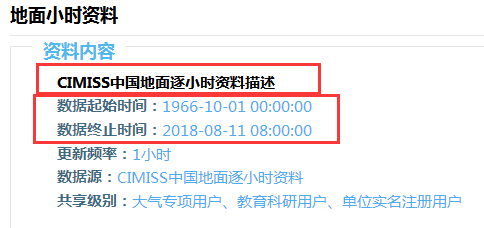 地面小时资料
资料内容
CIMISS中国地面逐小时资料描述
数据起始时间：1966-10-01 00:00:00
数据终止时间：2018-08-11 08:00:00
更新频率：1小时
数据源：CIMISS中国地面逐小时资料
共享级别：大气专项用户、教育科研用户、单位实名注册用户